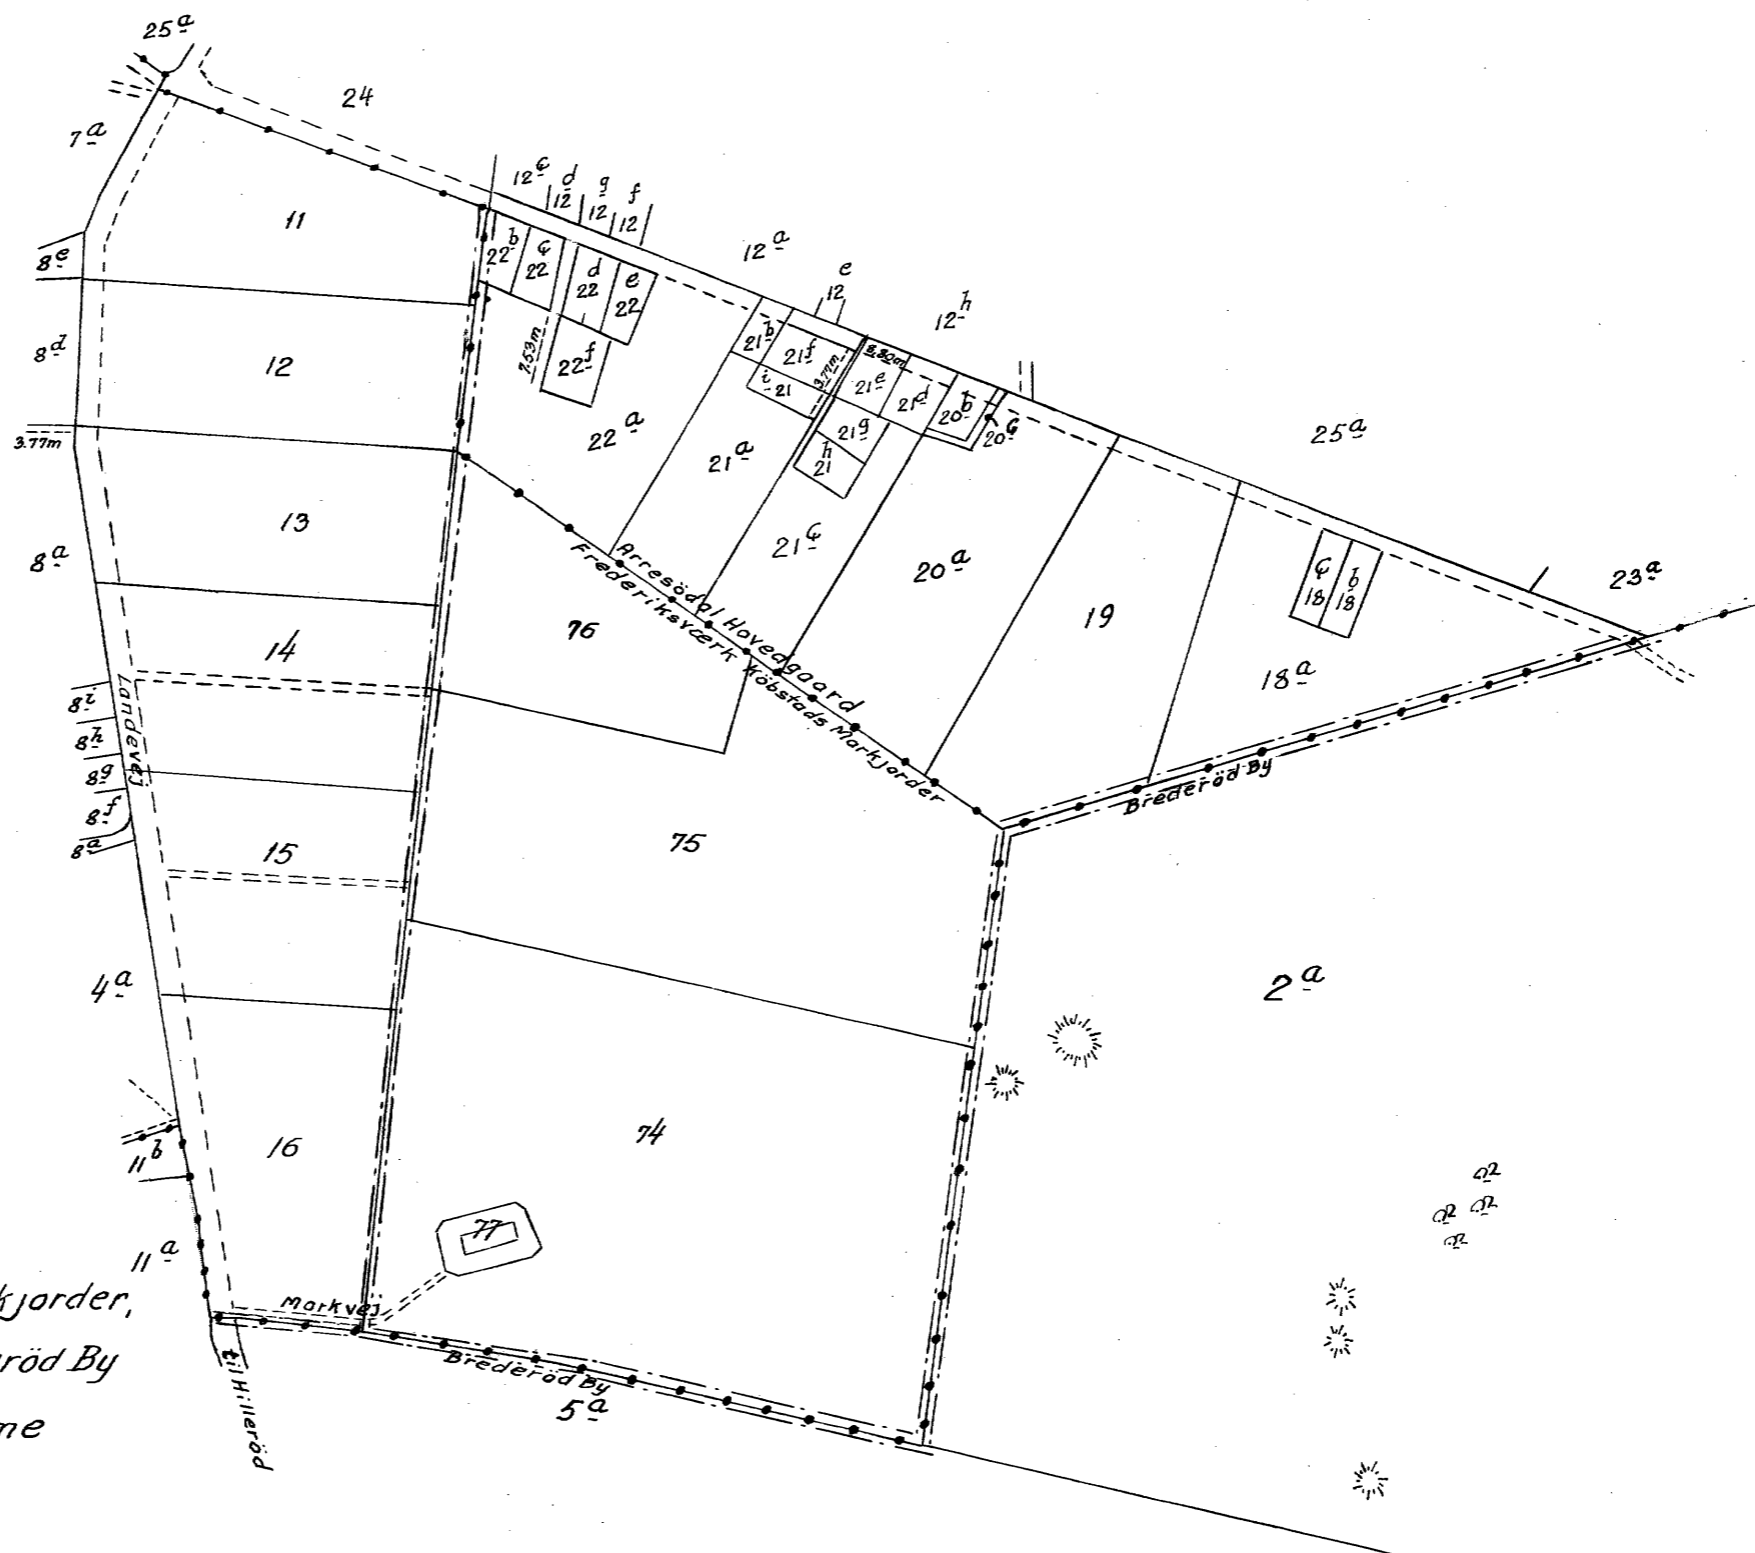 25a
24
7a
12c
d
12
g
12
f
12
12a
e
12
12h
11
8e
22b
c
22
d
22
e
22
22f
7.53m
21b
21f
i
21
3.77m
8.80m
21e
21d
21g
h
21
20b
20c
25a
8d
12
3.77m
22a
21a
21c
20a
19
c
18
b
18
18a
23a
8a
13
Arresödal Hovedgaard
Frederiksværk Köbstads Markjorder
Brederöd By
14
76
8i
8h
8g
8f
8a
Landevej
15
75
4a
2a
16
74
11b
11a
77
Markvej
Brederöd By
5a
til Hilleröd
kjorder,
röd By
ne